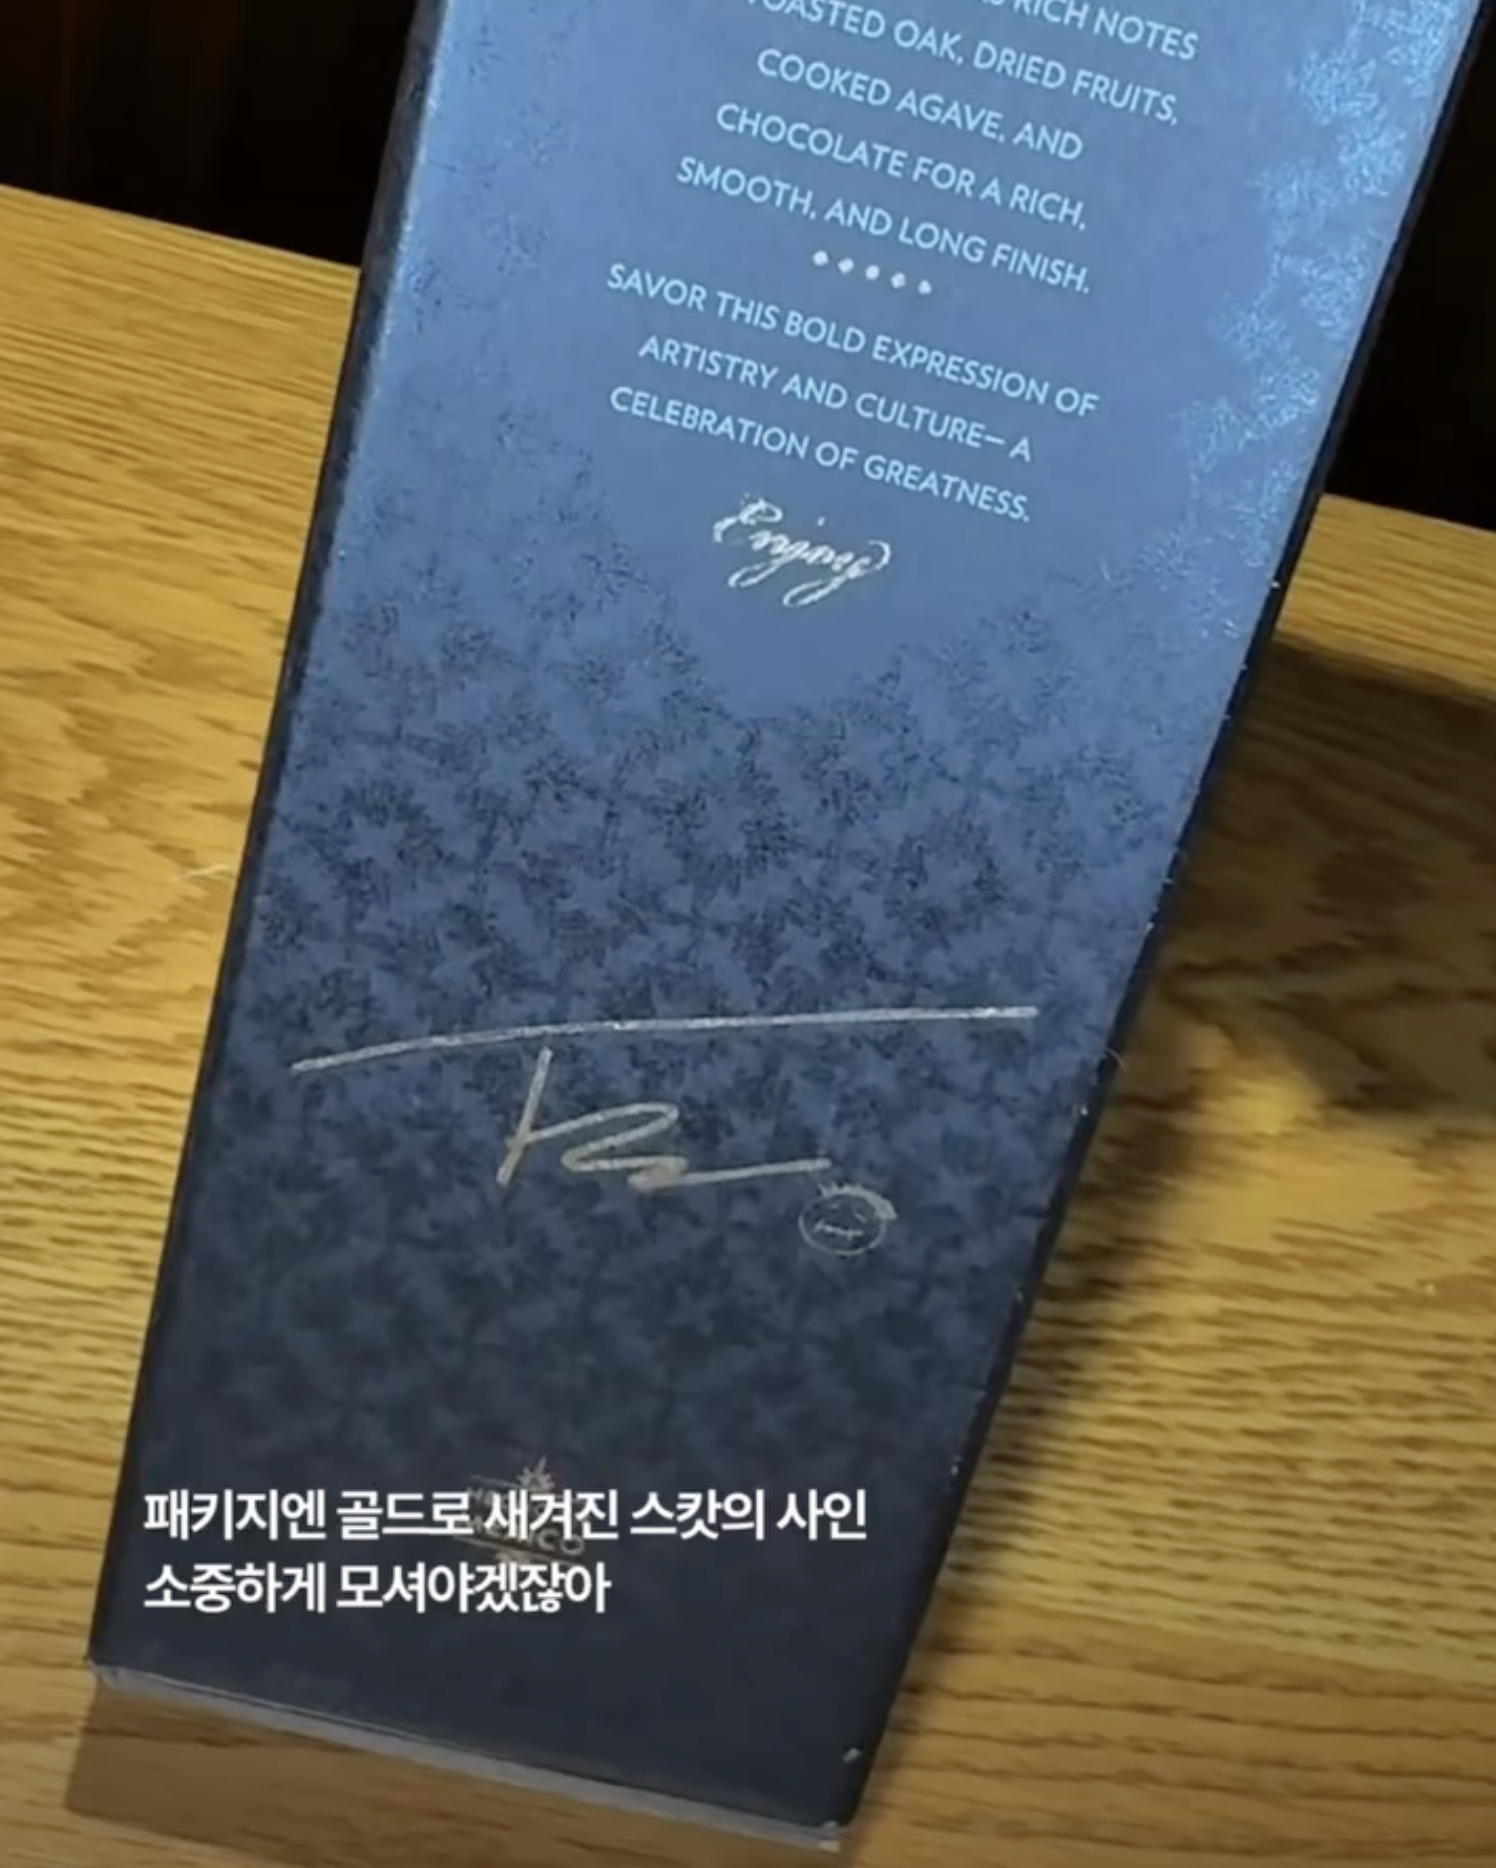 RICH NOTES
TOASTED OAK, DRIED FRUITS,
COOKED AGAVE, AND
CHOCOLATE FOR A RICH,
SMOOTH, AND LONG FINISH.
SAVOR THIS BOLD EXPRESSION OF
ARTISTRY AND CULTURE— A
CELEBRATION OF GREATNESS.
Enjoy
패키지엔 골드로 새겨진 스캇의 사인
소중하게 모셔야겠잖아